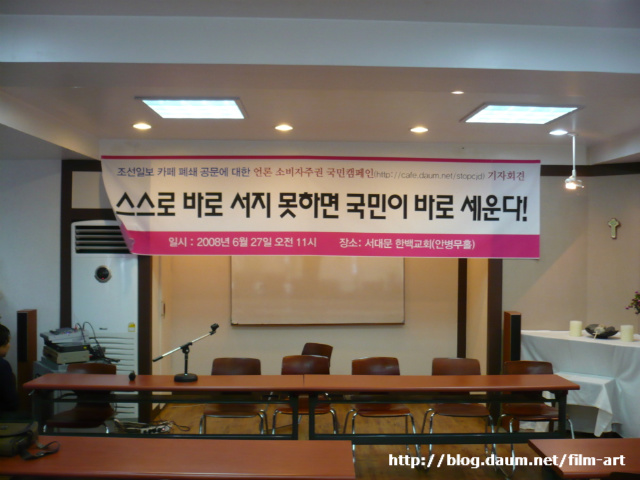 조선일보 카페 폐쇄 공문에 대한 언론 소비자주권 국민캠페인(http://cafe.daum.net/stopcjd) 기자회견
스스로 바로 서지 못하면 국민이 바로 세운다!
일시 : 2008년 6월 27일 오전 11시 장소: 서대문 한백교회(안병무홀)
http://blog.daum.net/film-art